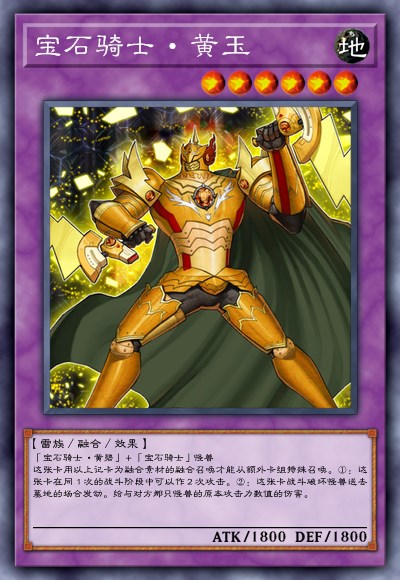 宝石骑士·黄玉
地
【雷族/融合/效果】
「宝石骑士·黄碧」+「宝石骑士」怪兽
这张卡用以上记卡为融合素材的融合召唤才能从额外卡组特殊召唤。①：这
张卡在同1次的战斗阶段中可以作2次攻击。②：这张卡战斗破坏怪兽送去
墓地的场合发动。给与对方那只怪兽的原本攻击力数值的伤害。
ATK/1800 DEF/1800